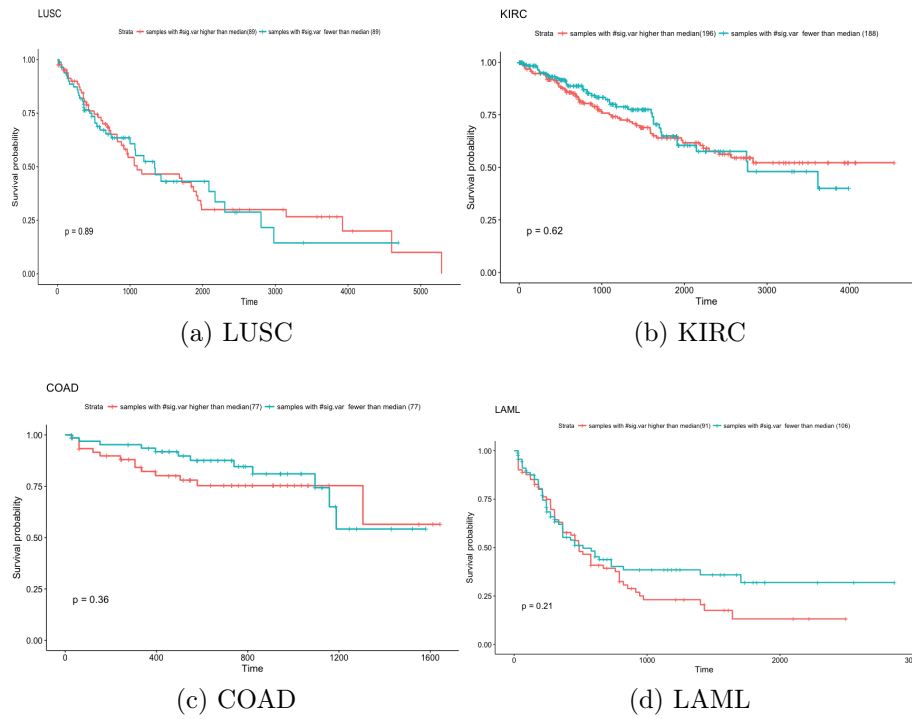 LUSC
Strata samples with #sig.var higher than median(89) samples with #sig.var fewer than median (89)
1.00
0.75
0.50
0.25
0.00
Survival probability
p = 0.89
0 1000 2000 3000 4000 5000
Time
(a) LUSC
KIRC
Strata samples with #sig.var higher than median(196) samples with #sig.var fewer than median (188)
1.00
0.75
0.50
0.25
0.00
Survival probability
p = 0.62
0 1000 2000 3000 4000
Time
(b) KIRC
COAD
Strata samples with #sig.var higher than median(77) samples with #sig.var fewer than median (77)
1.00
0.75
0.50
0.25
0.00
Survival probability
p = 0.36
0 400 800 1200 1600
Time
(c) COAD
LAML
Strata samples with #sig.var higher than median(91) samples with #sig.var fewer than median (106)
1.00
0.75
0.50
0.25
0.00
Survival probability
p = 0.21
0 1000 2000
Time
(d) LAML